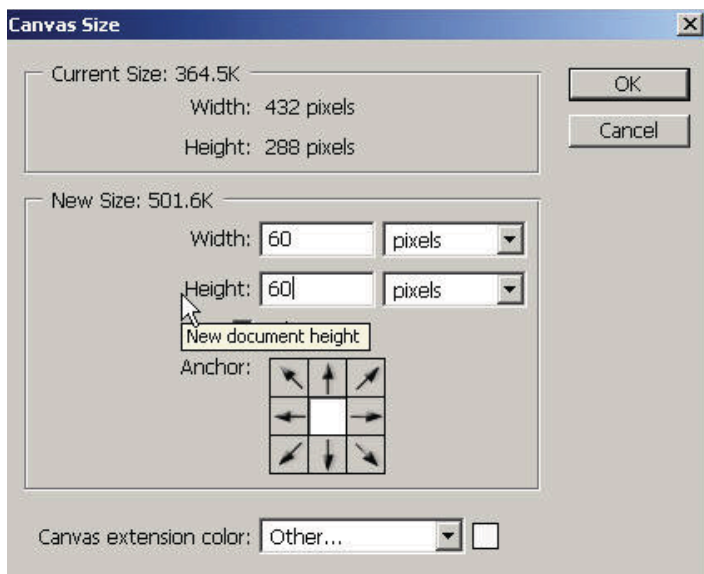 Canvas Size
Current Size: 364.5K
OK
Width: 432 pixels
Cancel
Height: 288 pixels
New Size: 501.6K
Width: 60 pixels
Height: 60 pixels
New document height
Anchor:
Canvas extension color: Other...